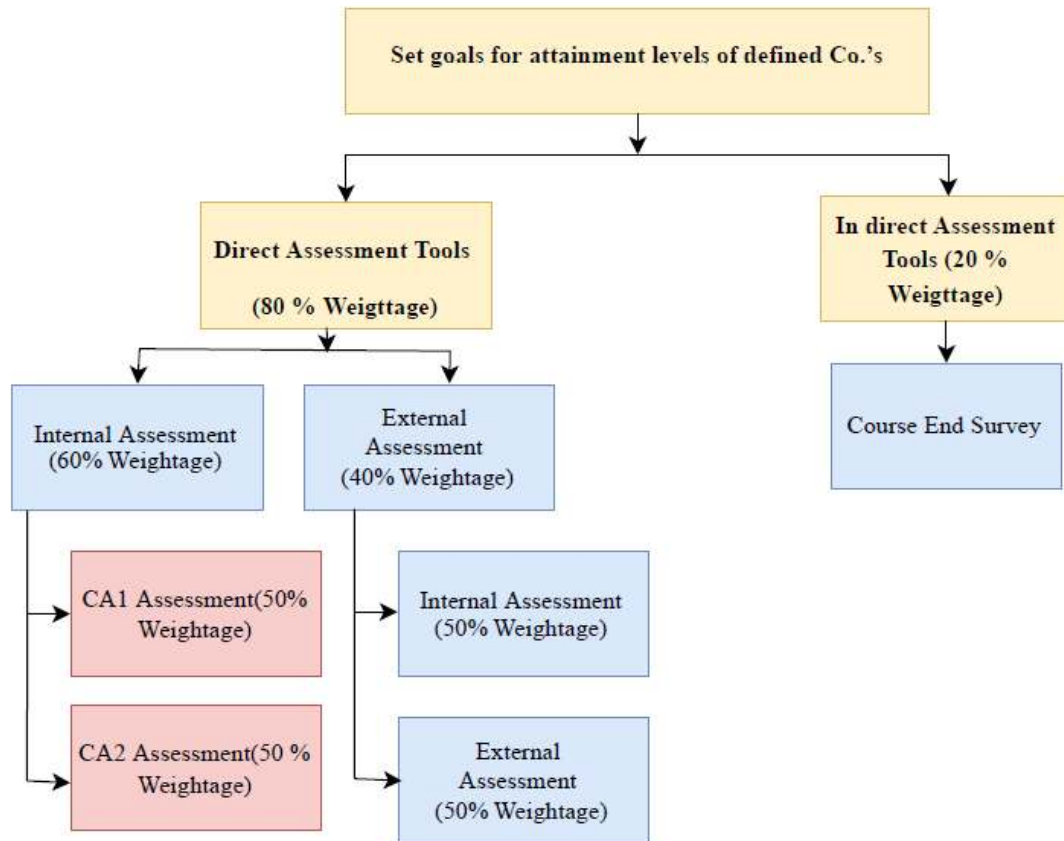 Set goals for attainment levels of defined Co.'s
Direct Assessment Tools
(80 % Weigttage)
In direct Assessment
Tools (20 %
Weigttage)
Internal Assessment
(60% Weightage)
External
Assessment
(40% Weightage)
Course End Survey
CA1 Assessment(50%
Weightage)
Internal Assessment
(50% Weightage)
CA2 Assessment(50 %
Weightage)
External
Assessment
(50% Weightage)